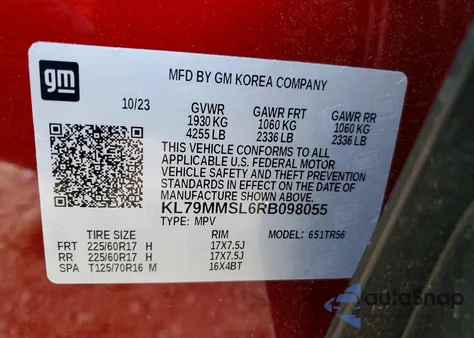 gm
MFD BY GM KOREA COMPANY
10/23 GVWR GAWR FRT GAWR RR
1930 KG 1060 KG 1060 KG
4255 LB 2336 LB 2336 LB
THIS VEHICLE CONFORMS TO ALL
APPLICABLE U.S. FEDERAL MOTOR
VEHICLE SAFETY AND THEFT PREVENTION
STANDARDS IN EFFECT ON THE DATE OF
MANUFACTURE SHOWN ABOVE.
KL79MMSL6RB098055
TYPE: MPV
TIRE SIZE RIM MODEL: 651TR56
FRT 225/60R17 H 17X7.5J
RR 225/60R17 H 17X7.5J
SPA T125/70R16 M 16X4BT
autoSnap